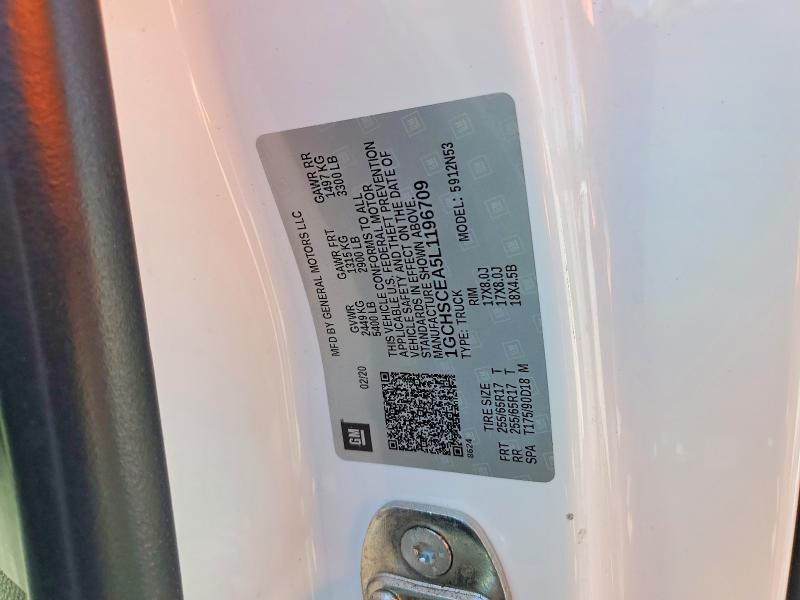 GM
02/20
MFD BY GENERAL MOTORS LLC
GVWR GAWR FRT GAWR RR
2449 KG 1315 KG 1497 KG
5400 LB 2900 LB 3300 LB
THIS VEHICLE CONFORMS TO ALL
APPLICABLE U.S. FEDERAL MOTOR
VEHICLE SAFETY AND THEFT PREVENTION
STANDARDS IN EFFECT ON THE DATE OF
MANUFACTURE SHOWN ABOVE.
1GCHSCEA5L1196709
TYPE: TRUCK MODEL: 5912N53
8624
TIRE SIZE RIM
FRT 255/65R17 T 17X8.0J
RR 255/65R17 T 17X8.0J
SPA T175/90D18 M 18X4.5B